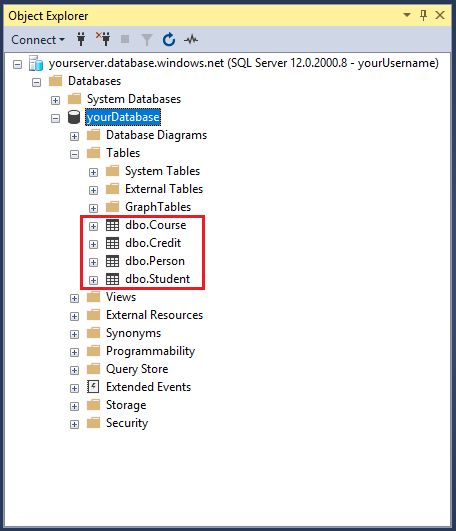 Object Explorer
Connect
yourserver.database.windows.net (SQL Server 12.0.2000.8 - yourUsername)
Databases
System Databases
yourDatabase
Database Diagrams
Tables
System Tables
External Tables
GraphTables
dbo.Course
dbo.Credit
dbo.Person
dbo.Student
Views
External Resources
Synonyms
Programmability
Query Store
Extended Events
Storage
Security